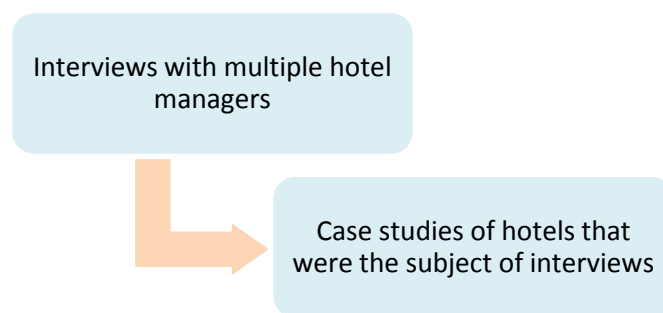 Interviews with multiple hotel
managers
Case studies of hotels that
were the subject of interviews